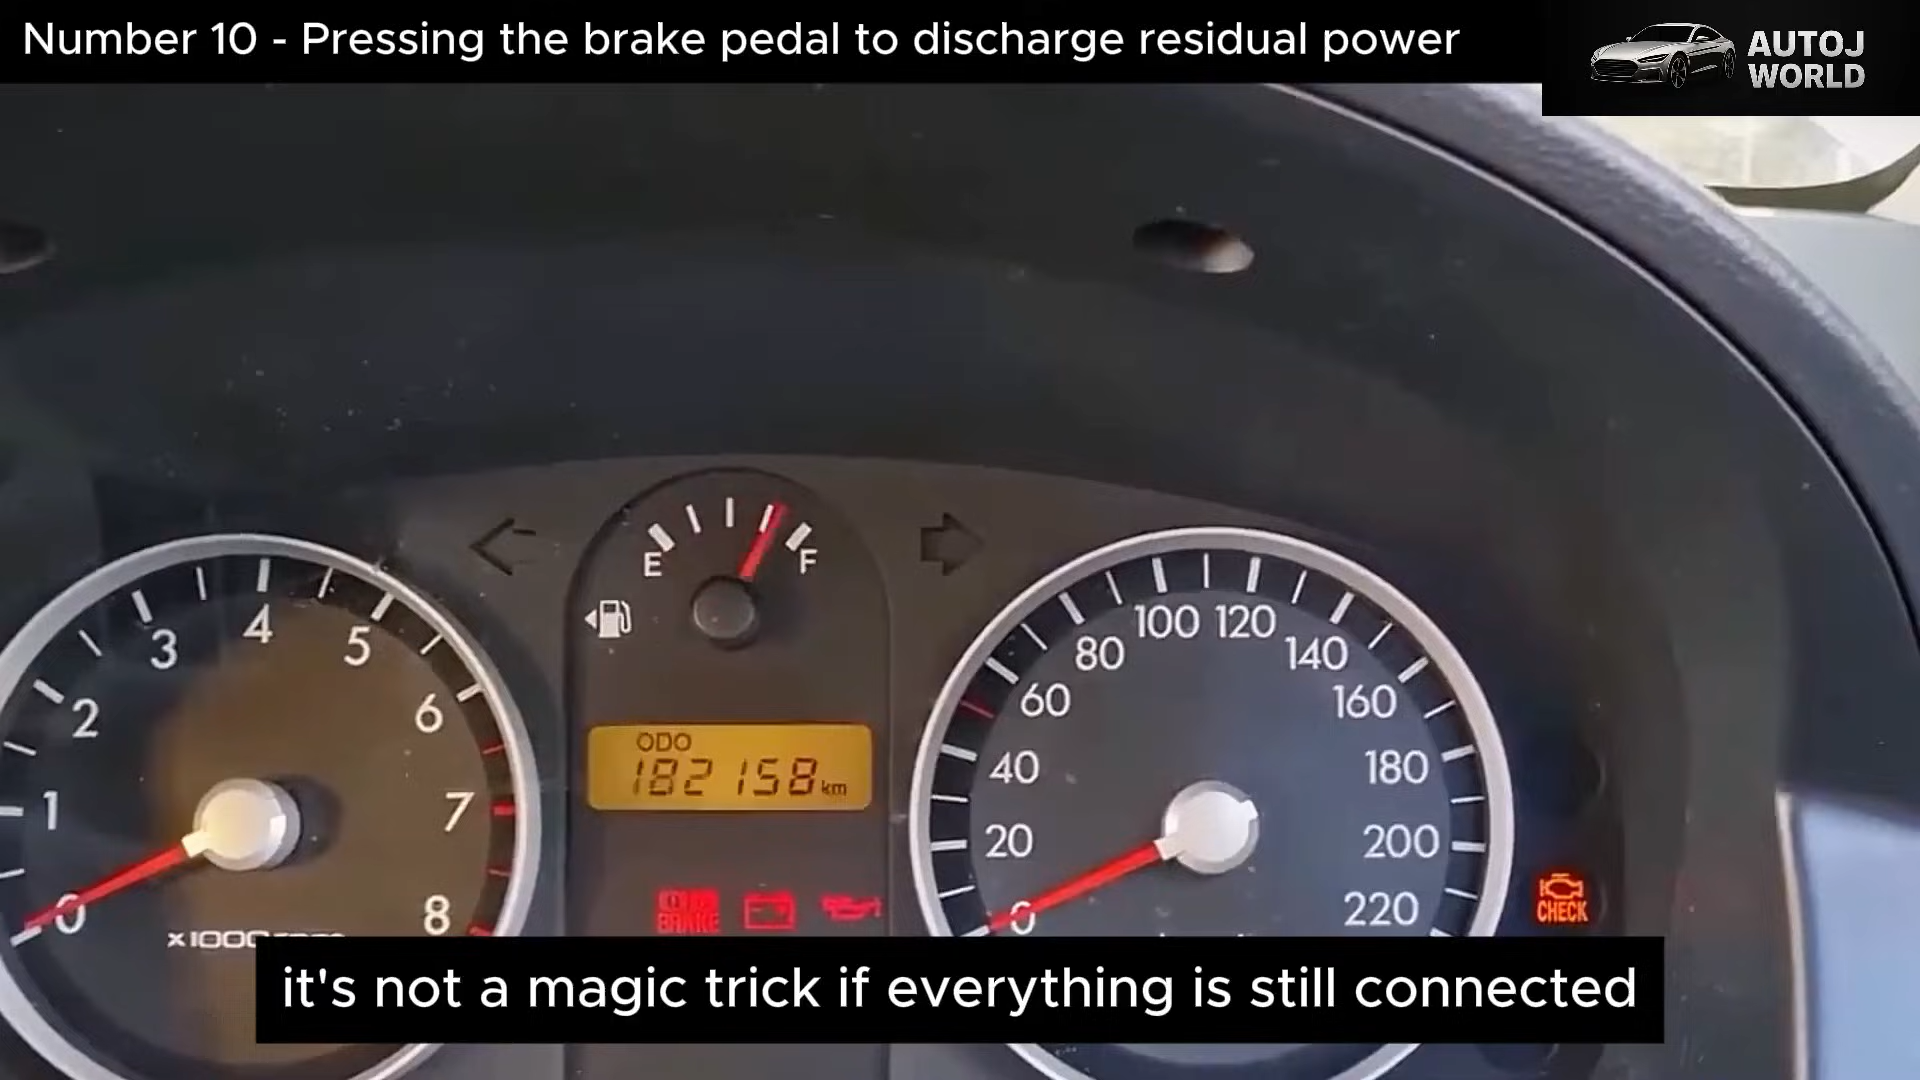 Number 10 - Pressing the brake pedal to discharge residual power
AUTOJ
WORLD
E
F
0
1
2
3
4
5
6
7
8
ODO
182158 km
BRAKE
0
20
40
60
80
100
120
140
160
180
200
220
CHECK
it's not a magic trick if everything is still connected